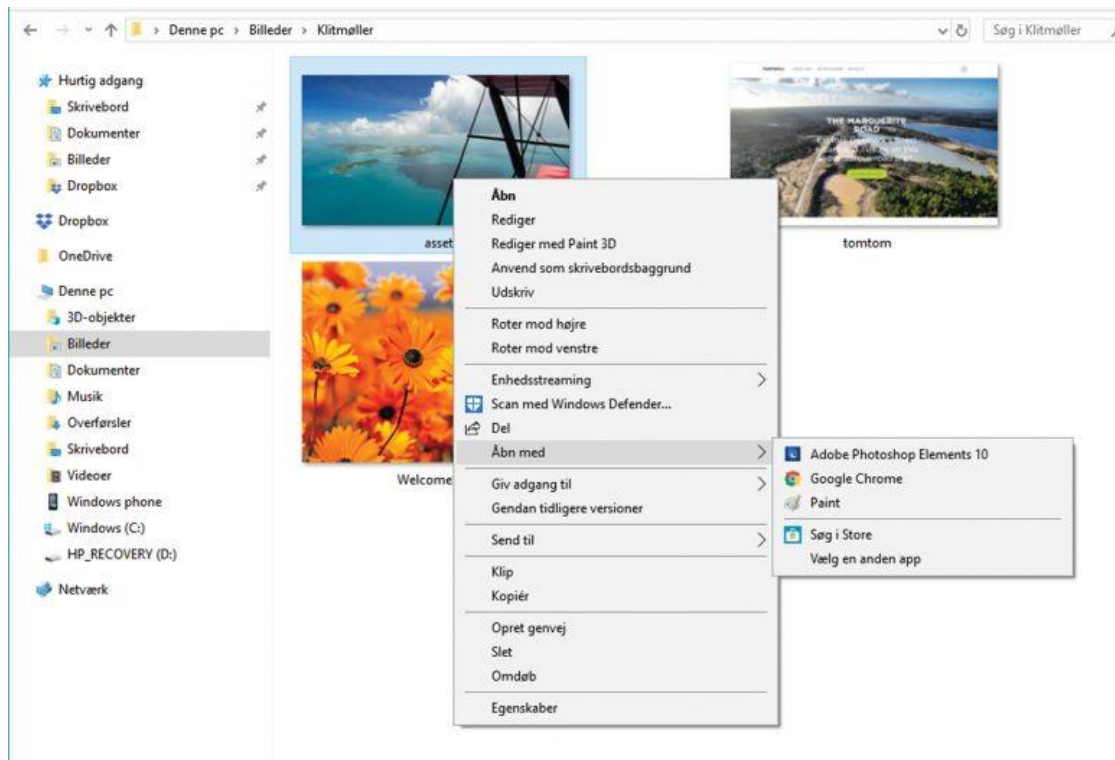 Denne pc > Billeder > Klitmøller
Søg i Klitmøller
Hurtig adgang
Skrivebord
Dokumenter
Billeder
Dropbox
Dropbox
OneDrive
Denne pc
3D-objekter
Billeder
Dokumenter
Musik
Overførsler
Skrivebord
Videoer
Windows phone
Windows (C:)
HP_RECOVERY (D:)
Netværk
asset
THE MARGUERITE
ROAD
tomtom
Welcome
Åbn
Rediger
Rediger med Paint 3D
Anvend som skrivebordsbaggrund
Udskriv
Roter mod højre
Roter mod venstre
Enhedsstreaming
Scan med Windows Defender...
Del
Åbn med
Giv adgang til
Gendan tidligere versioner
Send til
Klip
Kopiér
Opret genvej
Slet
Omdøb
Egenskaber
Adobe Photoshop Elements 10
Google Chrome
Paint
Søg i Store
Vælg en anden app